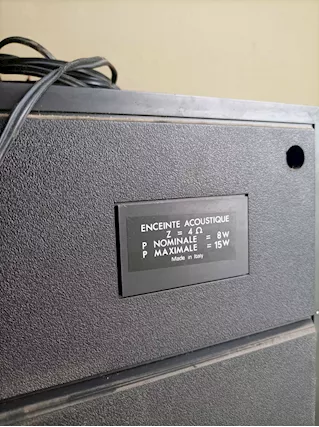 ENCEINTE ACOUSTIQUE
Z = 4 Ω
P NOMINALE = 8W
P MAXIMALE = 15W
Made in Italy